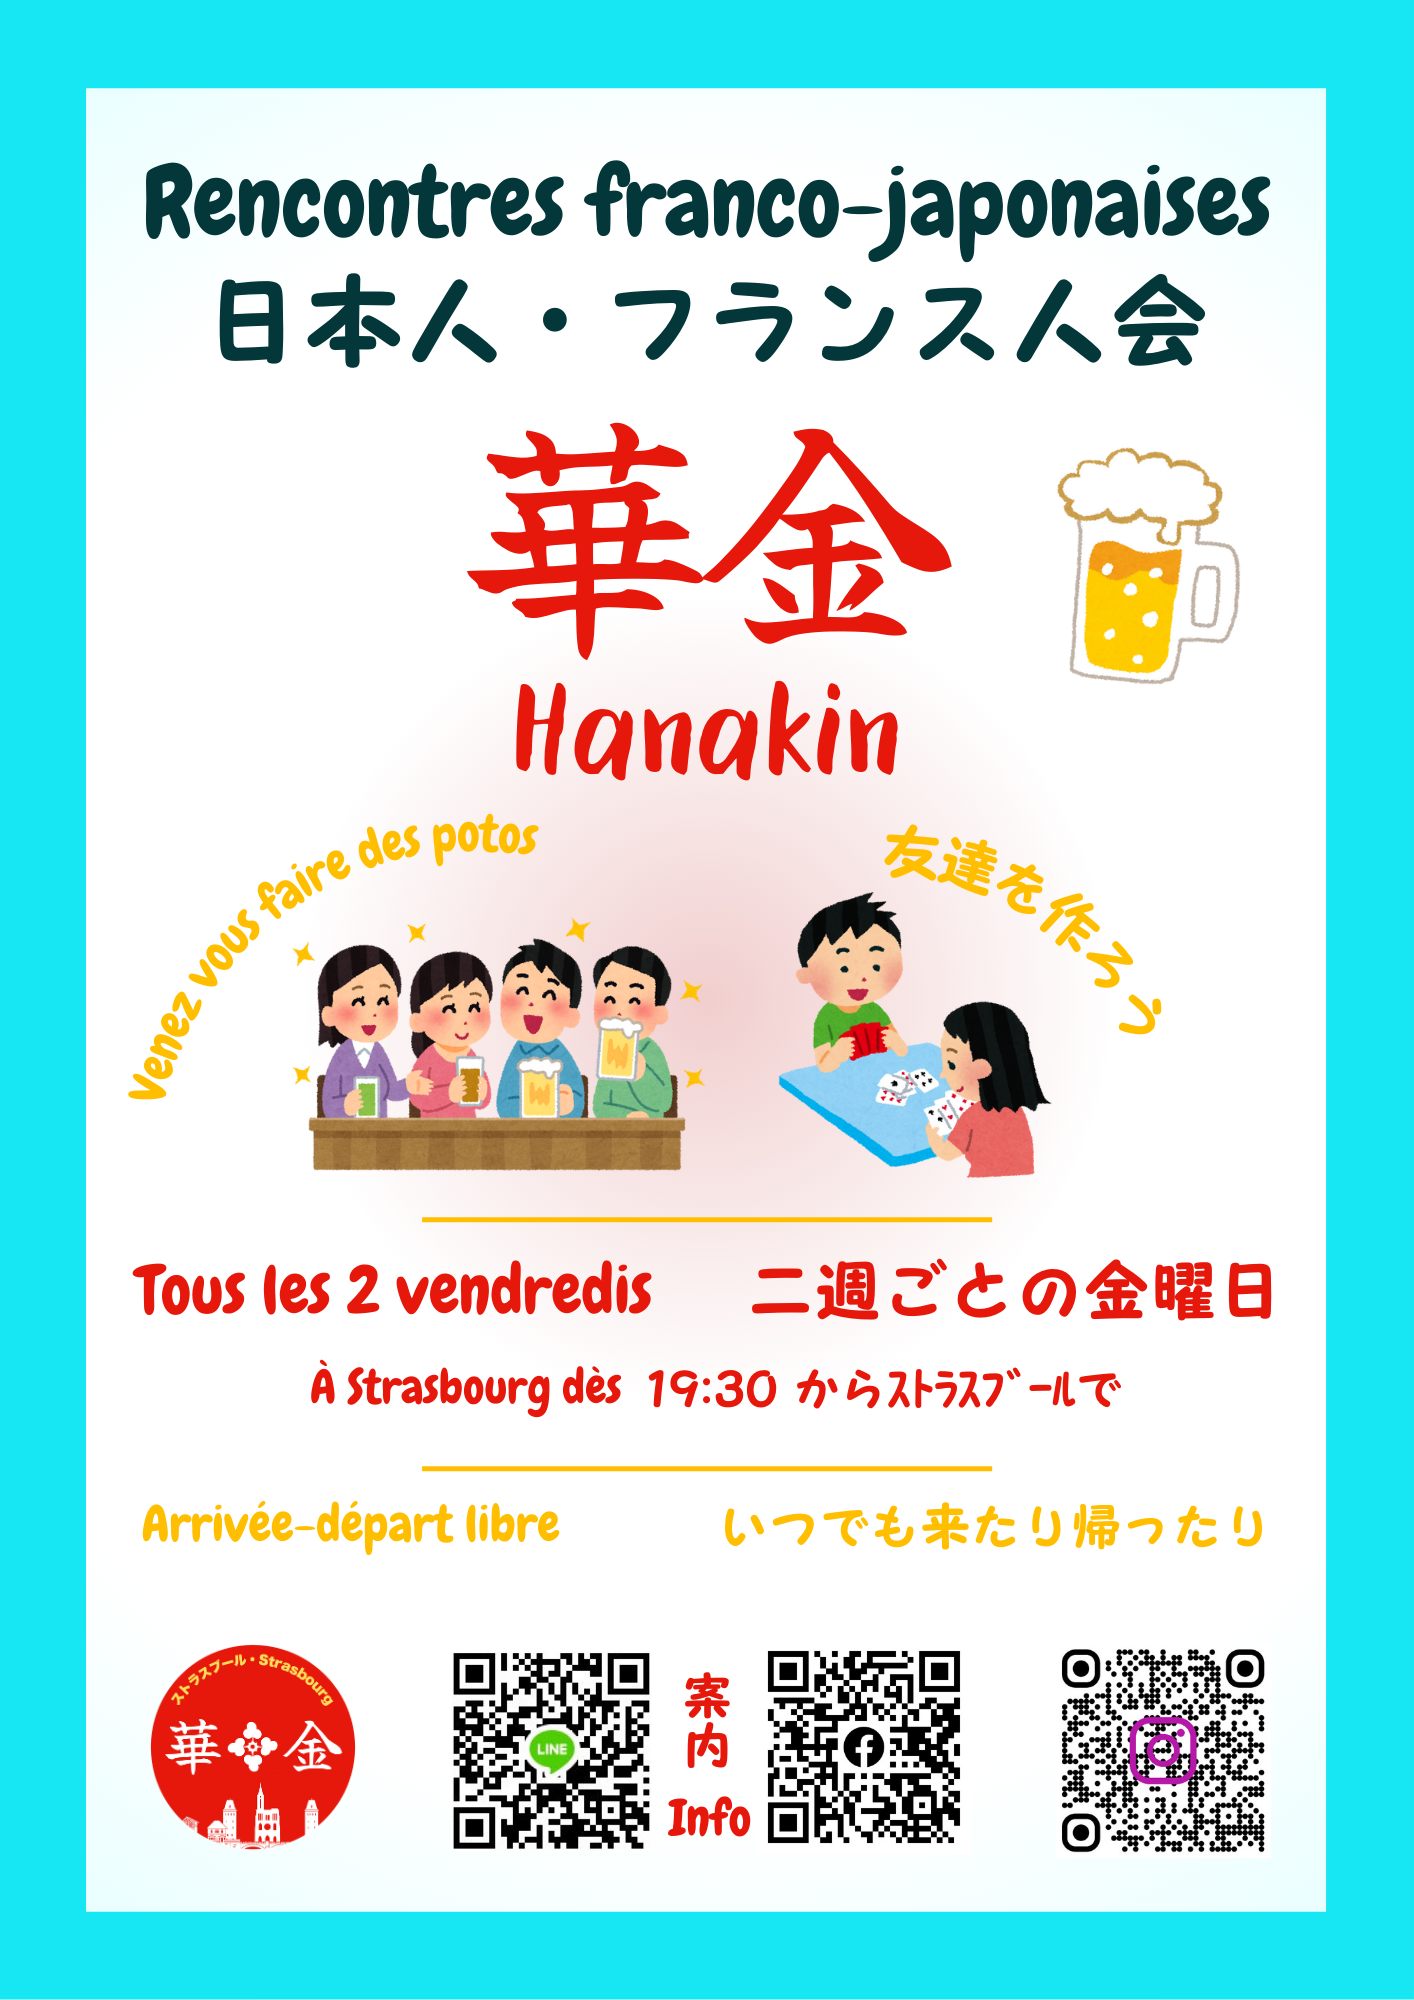 Rencontres franco-japonaises
日本人・フランス人会
華金
Hanakin
Venez vous faire des potos
友達を作ろう
Tous les 2 vendredis
二週ごとの金曜日
À Strasbourg dès 19:30 からｽﾄﾗｽﾌﾞｰﾙで
Arrivée-départ libre
いつでも来たり帰ったり
ストラスブール・Strasbourg
華金
LINE
案内
Info